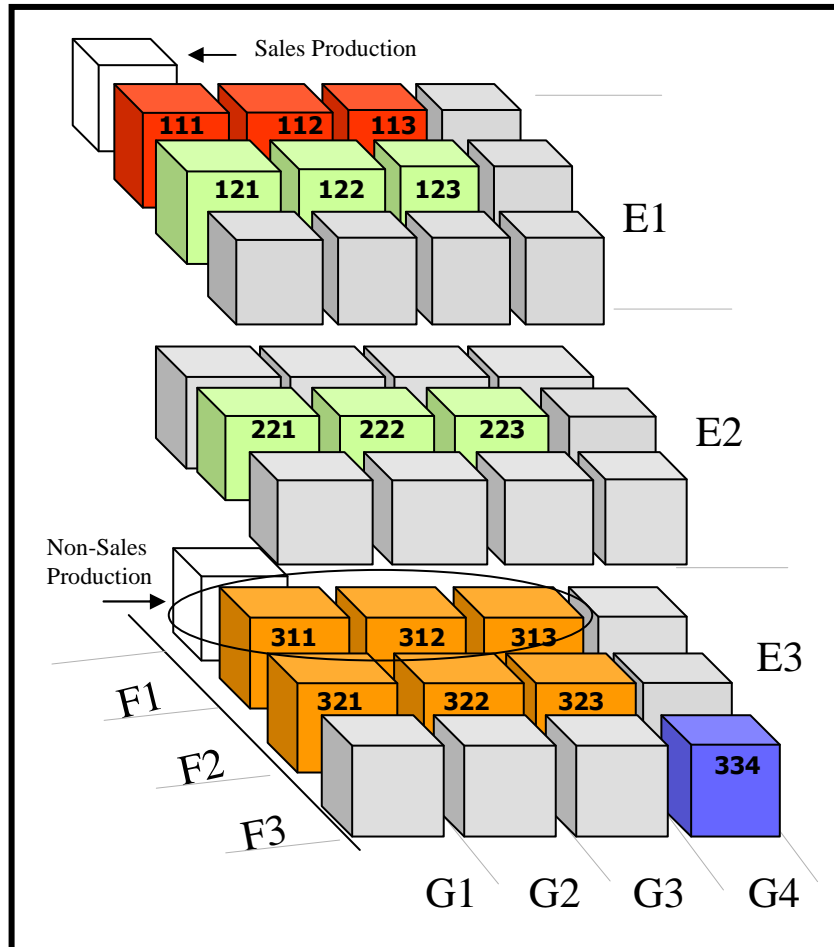 Sales Production
111 112 113
121 122 123
E1
221 222 223
E2
Non-Sales
Production
311 312 313
E3
321 322 323
F1
334
F2
F3
G1 G2 G3 G4